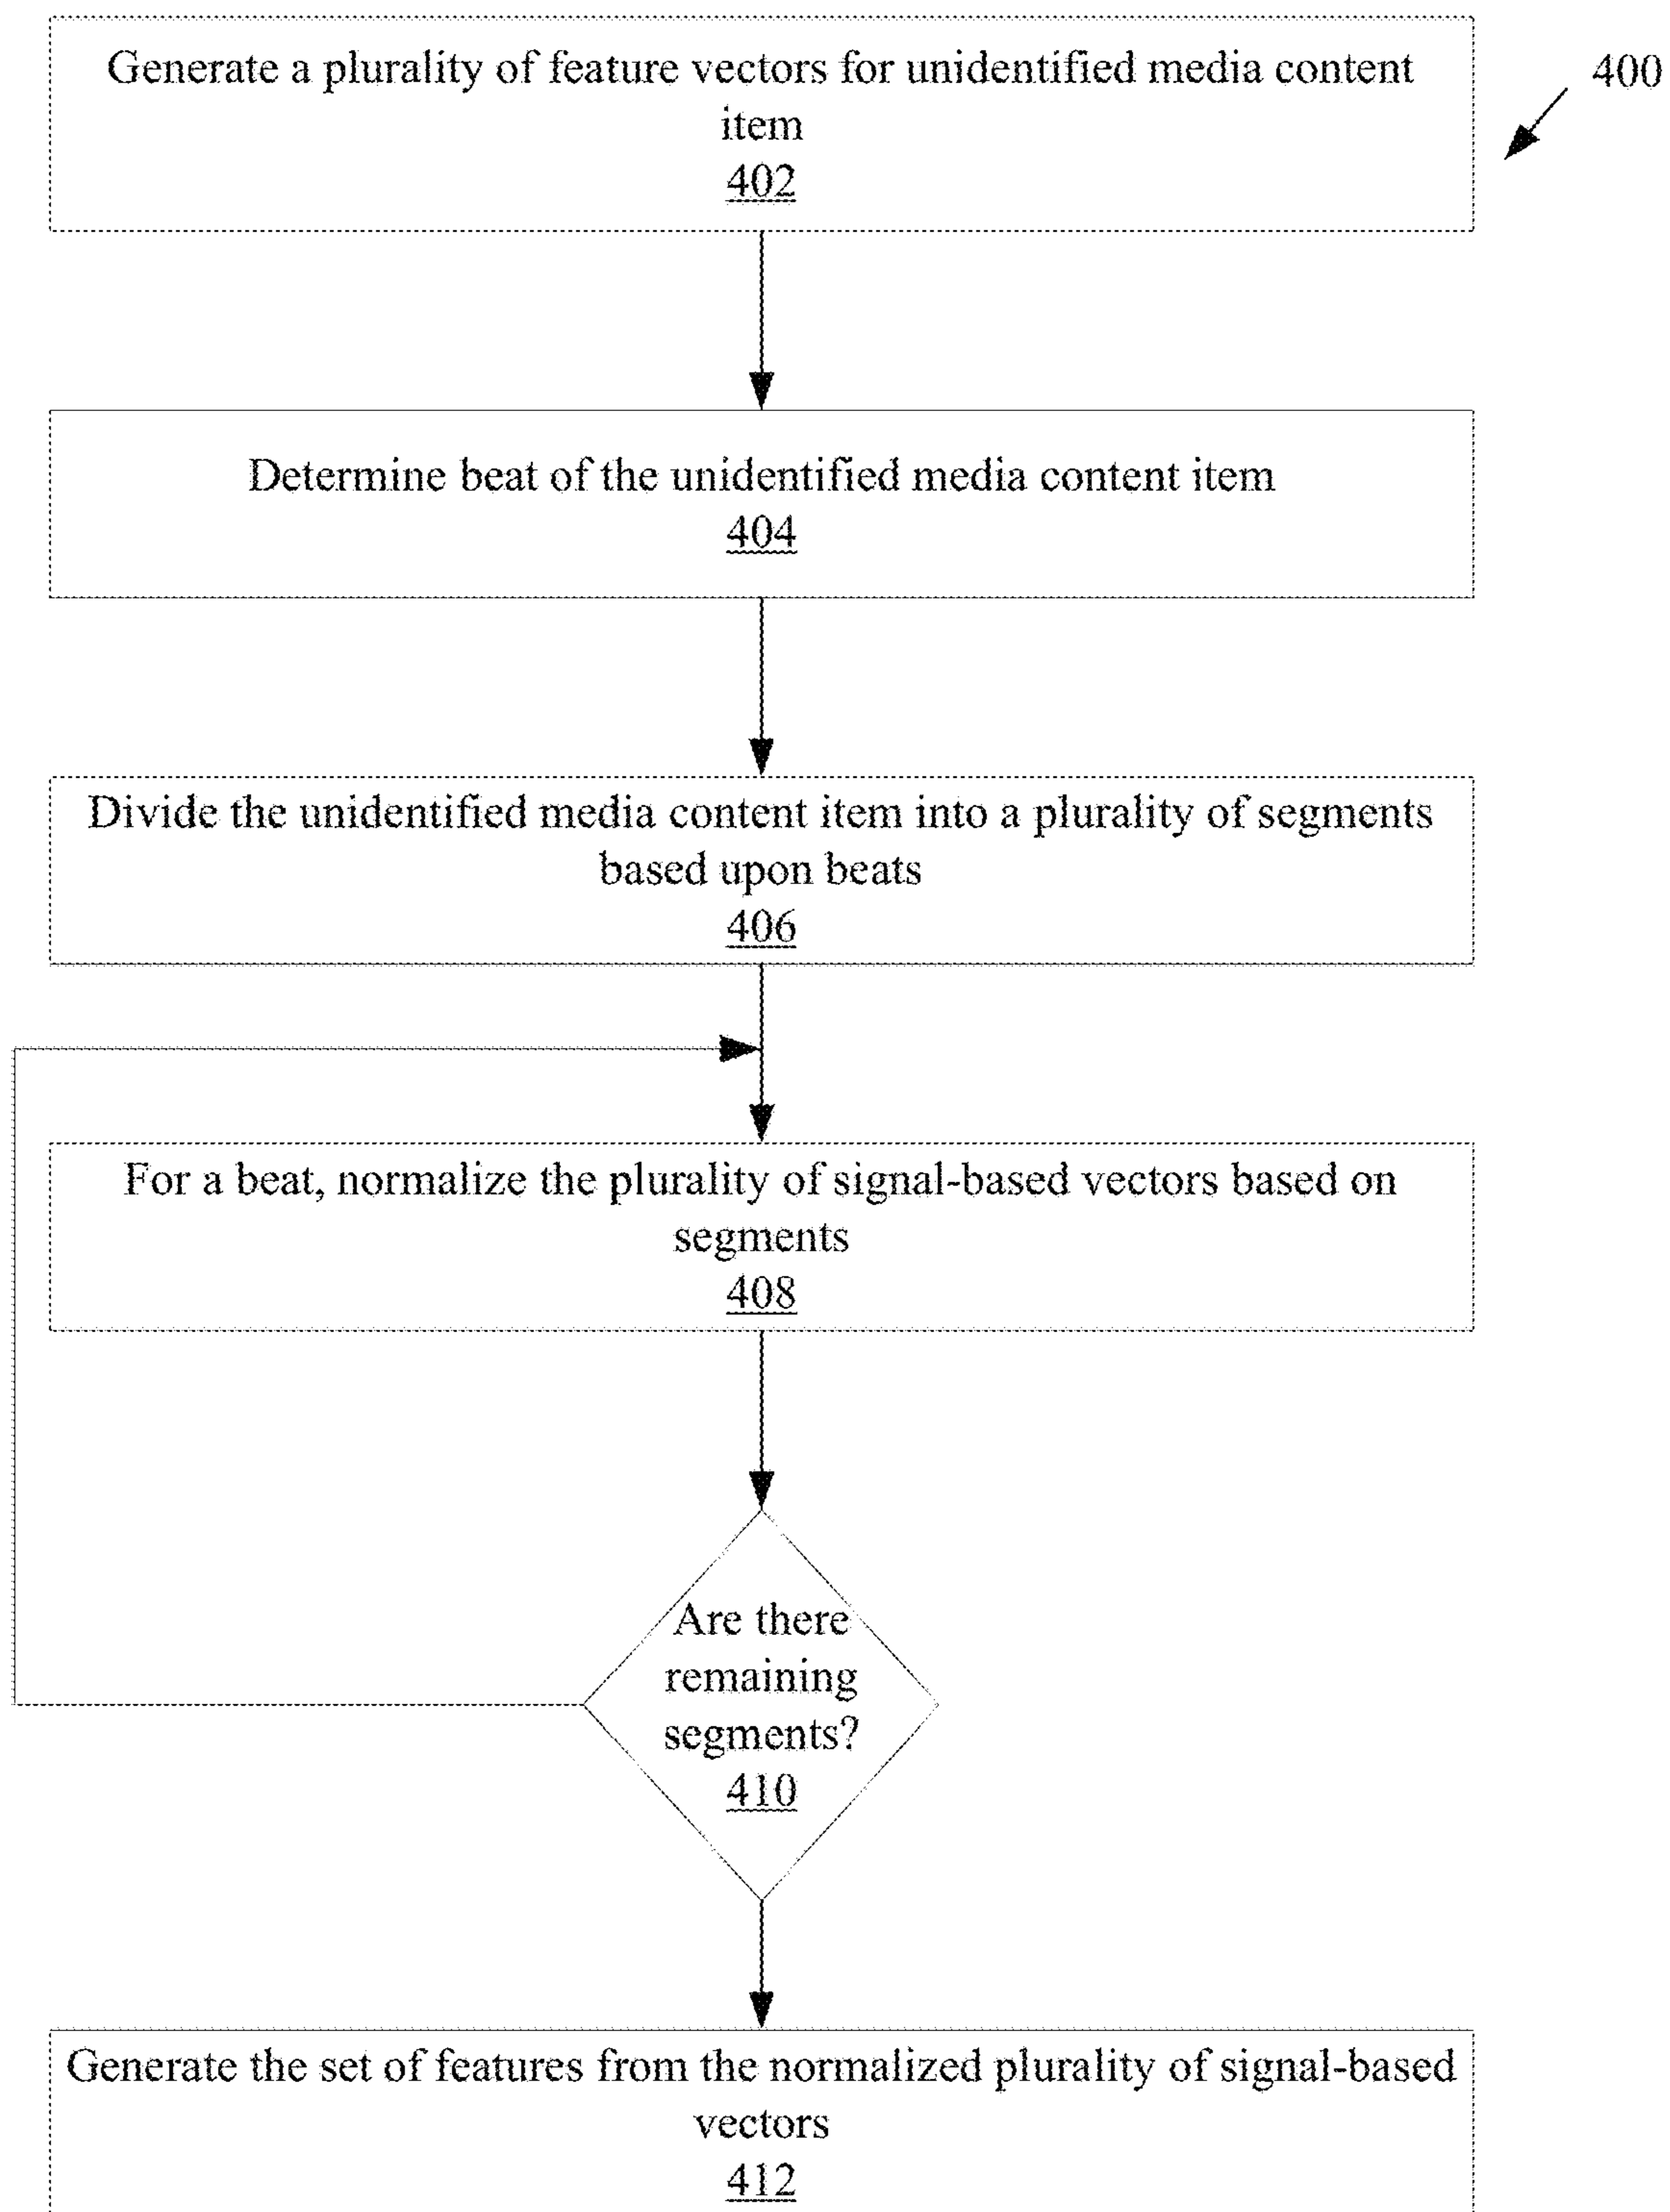 Generate a plurality of feature vectors for unidentified media content
item
402
400
Determine beat of the unidentified media content item
404
Divide the unidentified media content item into a plurality of segments
based upon beats
406
For a beat, normalize the plurality of signal-based vectors based on
segments
408
Are there
remaining
segments?
410
Generate the set of features from the normalized plurality of signal-based
vectors
412